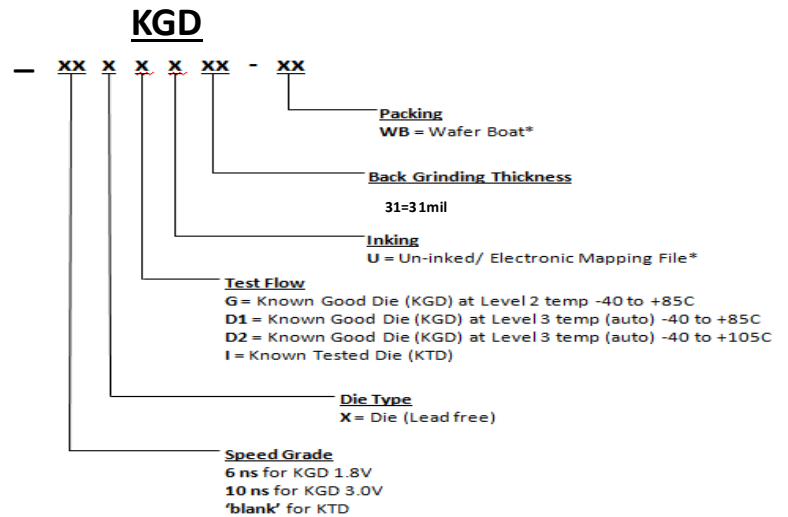 KGD
– xx x x x xx - xx
Packing
WB = Wafer Boat*
Back Grinding Thickness
31=31mil
Inking
U = Un-inked/ Electronic Mapping File*
Test Flow
G = Known Good Die (KGD) at Level 2 temp -40 to +85C
D1 = Known Good Die (KGD) at Level 3 temp (auto) -40 to +85C
D2 = Known Good Die (KGD) at Level 3 temp (auto) -40 to +105C
I = Known Tested Die (KTD)
Die Type
X = Die (Lead free)
Speed Grade
6 ns for KGD 1.8V
10 ns for KGD 3.0V
‘blank’ for KTD